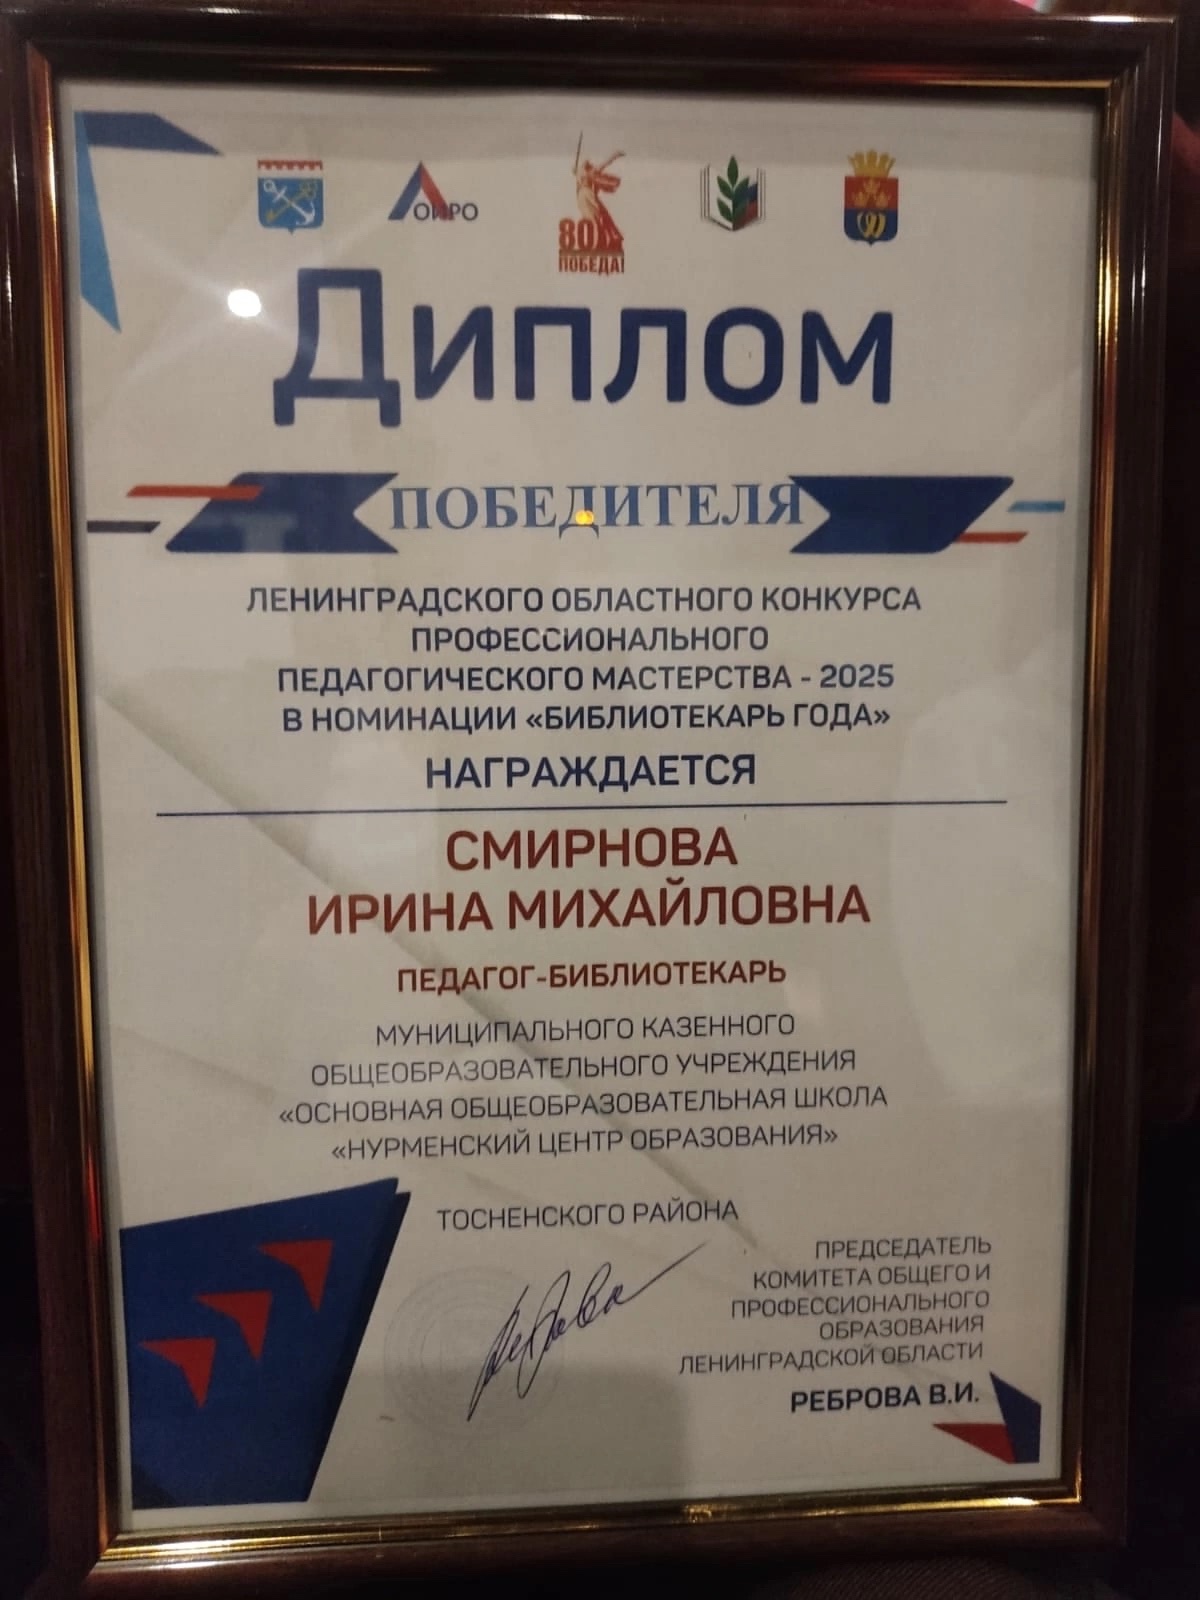 ОИРО
80
ПОБЕДА!
ДИПЛОМ
ПОБЕДИТЕЛЯ
ЛЕНИНГРАДСКОГО ОБЛАСТНОГО КОНКУРСА
ПРОФЕССИОНАЛЬНОГО
ПЕДАГОГИЧЕСКОГО МАСТЕРСТВА - 2025
В НОМИНАЦИИ «БИБЛИОТЕКАРЬ ГОДА»
НАГРАЖДАЕТСЯ
СМИРНОВА
ИРИНА МИХАЙЛОВНА
ПЕДАГОГ-БИБЛИОТЕКАРЬ
МУНИЦИПАЛЬНОГО КАЗЕННОГО
ОБЩЕОБРАЗОВАТЕЛЬНОГО УЧРЕЖДЕНИЯ
«ОСНОВНАЯ ОБЩЕОБРАЗОВАТЕЛЬНАЯ ШКОЛА
«НУРМЕНСКИЙ ЦЕНТР ОБРАЗОВАНИЯ»
ТОСНЕНСКОГО РАЙОНА
ПРЕДСЕДАТЕЛЬ
КОМИТЕТА ОБЩЕГО И
ПРОФЕССИОНАЛЬНОГО
ОБРАЗОВАНИЯ
ЛЕНИНГРАДСКОЙ ОБЛАСТИ
РЕБРОВА В.И.